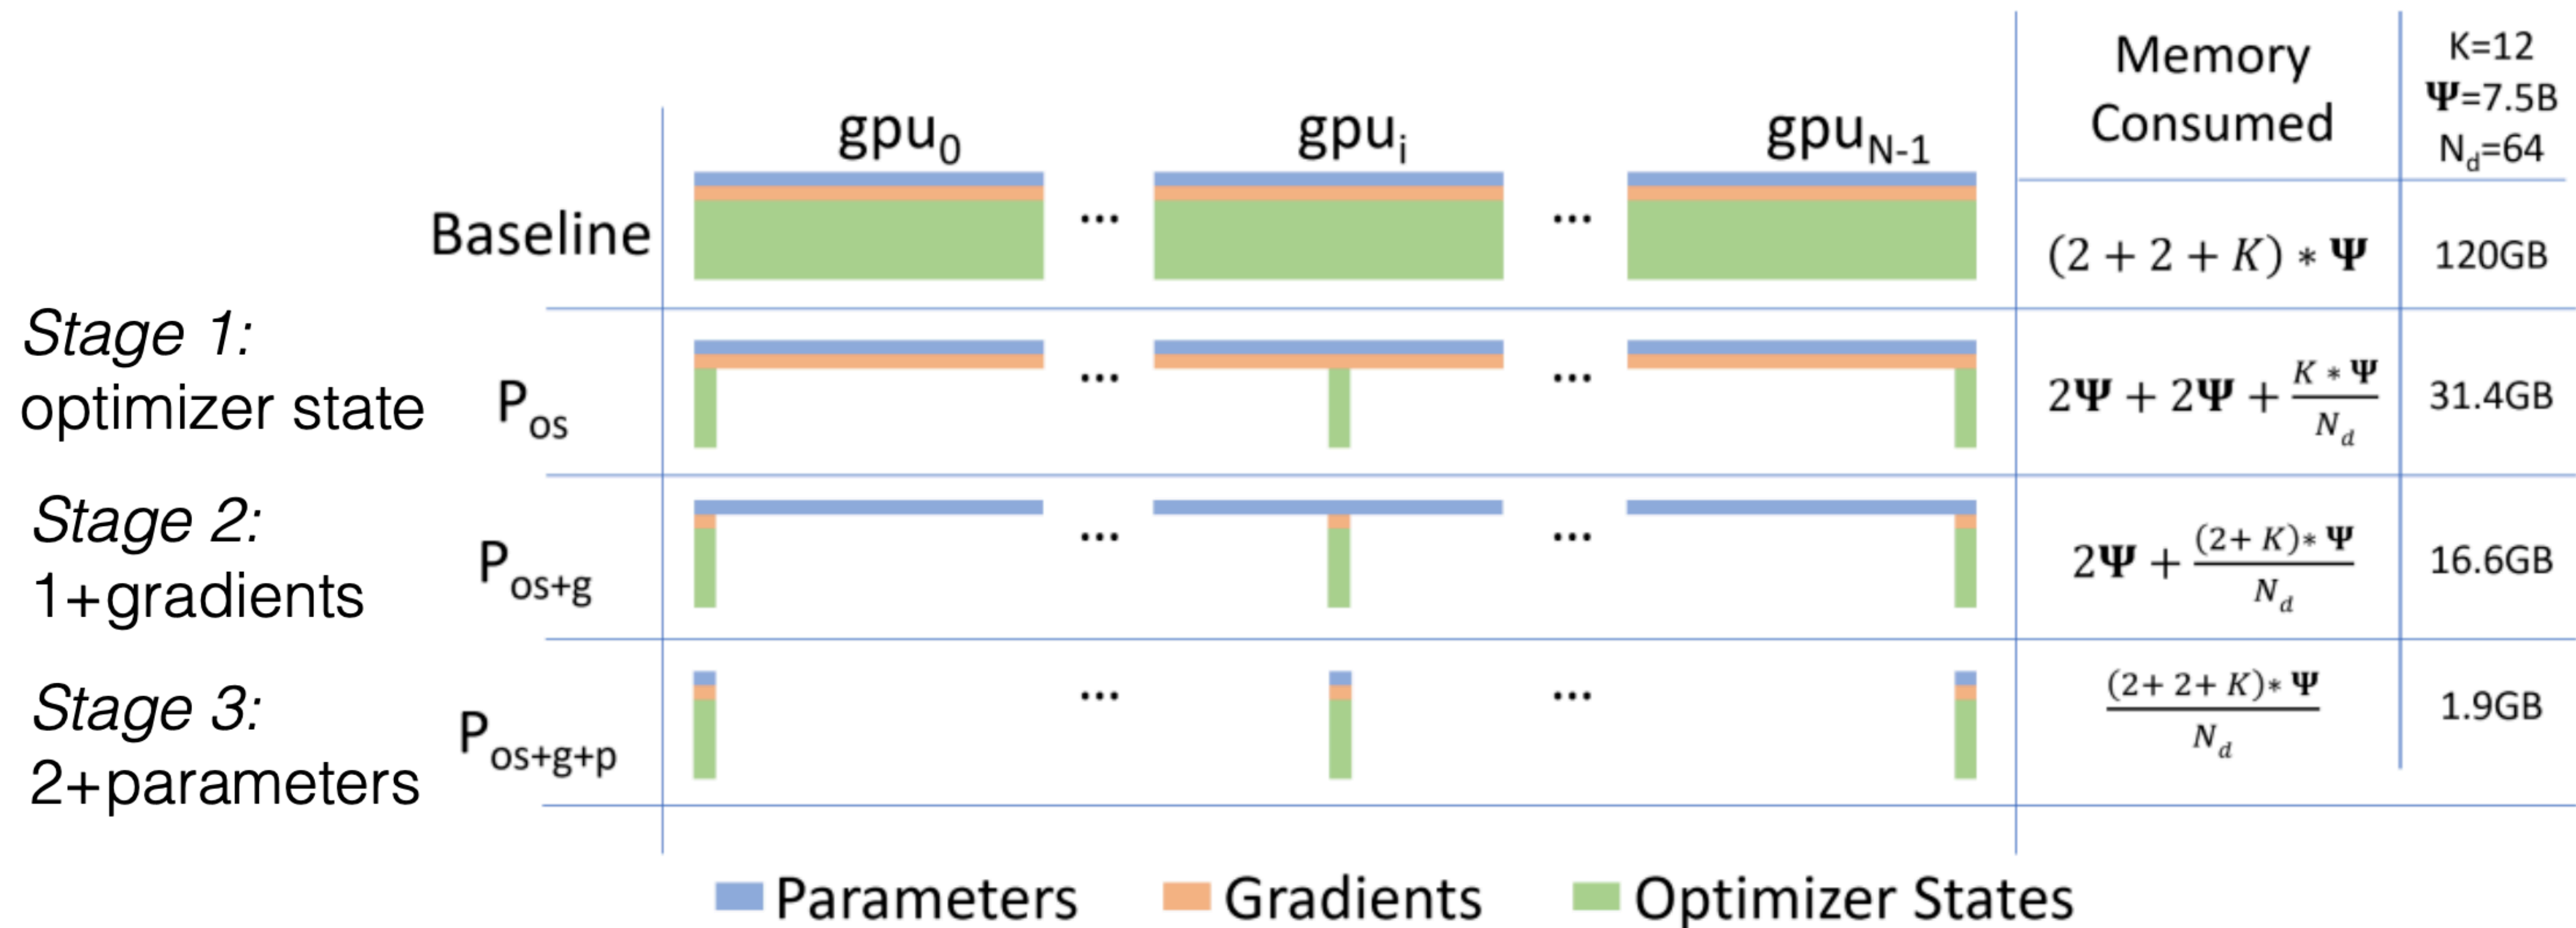 Memory
Consumed
K=12
Ψ=7.5B
N_d=64
gpu_0
gpu_i
gpu_N-1
Baseline
...
...
(2 + 2 + K) * Ψ
120GB
Stage 1:
optimizer state
P_os
...
...
2Ψ + 2Ψ + K * Ψ / N_d
31.4GB
Stage 2:
1+gradients
P_os+g
...
...
2Ψ + (2+ K)* Ψ / N_d
16.6GB
Stage 3:
2+parameters
P_os+g+p
...
...
(2+ 2+ K)* Ψ / N_d
1.9GB
Parameters
Gradients
Optimizer States